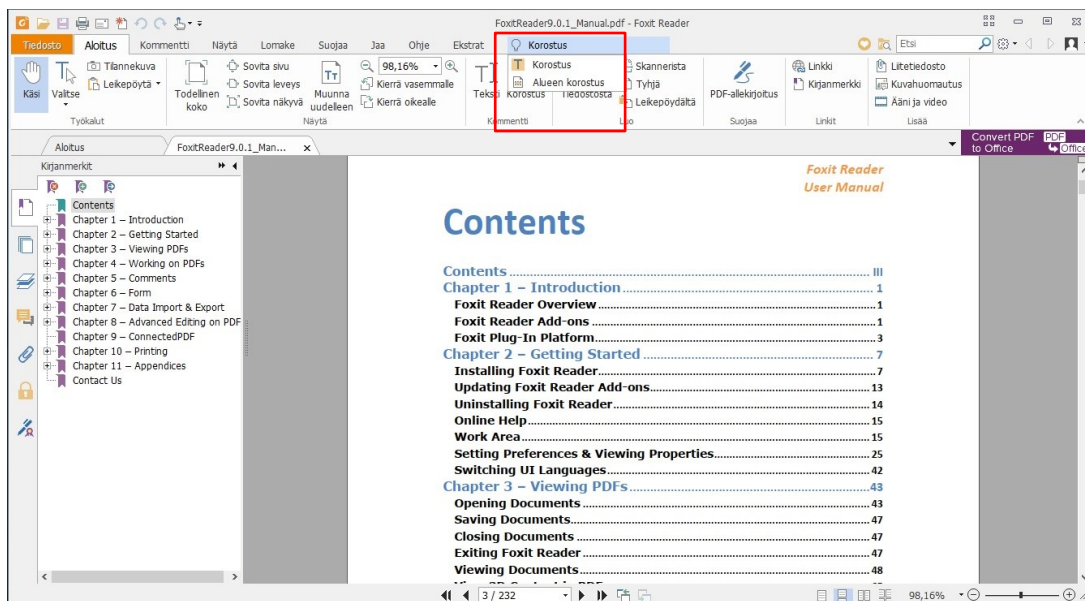 FoxitReader9.0.1_Manual.pdf - Foxit Reader
Tiedosto Aloitus Kommentti Näytä Lomake Suojaa Jaa Ohje Ekstrat Korostus Etsi
Korostus
Alueen korostus
Käsi
Valitse
Tilannekuva
Leikepöytä
Työkalut
Todellinen
koko
Sovita sivu
Sovita leveys
Sovita näkyvä
Muunna
uudelleen
98,16%
Kierrä vasemmalle
Kierrä oikealle
Näytä
Teksti Korostus
Kommentti
Tiedostosta
Skannerista
Tyhjä
Leikepöydältä
Luo
PDF-allekirjoitus
Suojaa
Linkki
Kirjanmerkki
Linkit
Liitetiedosto
Kuvahuomautus
Ääni ja video
Lisää
Aloitus FoxitReader9.0.1_Man... x
Convert PDF
to Office
PDF
Office
Kirjanmerkit
Contents
Chapter 1 – Introduction
Chapter 2 – Getting Started
Chapter 3 – Viewing PDFs
Chapter 4 – Working on PDFs
Chapter 5 – Comments
Chapter 6 – Form
Chapter 7 – Data Import & Export
Chapter 8 – Advanced Editing on PDF
Chapter 9 – ConnectedPDF
Chapter 10 – Printing
Chapter 11 – Appendices
Contact Us
Foxit Reader
User Manual
Contents
Contents ........ III
Chapter 1 – Introduction ........ 1
Foxit Reader Overview ........ 1
Foxit Reader Add-ons ........ 1
Foxit Plug-In Platform ........ 3
Chapter 2 – Getting Started ........ 7
Installing Foxit Reader ........ 7
Updating Foxit Reader Add-ons ........ 13
Uninstalling Foxit Reader ........ 14
Online Help ........ 15
Work Area ........ 15
Setting Preferences & Viewing Properties ........ 25
Switching UI Languages ........ 42
Chapter 3 – Viewing PDFs ........ 43
Opening Documents ........ 43
Saving Documents ........ 47
Closing Documents ........ 47
Exiting Foxit Reader ........ 47
Viewing Documents ........ 48
3 / 232
98,16%